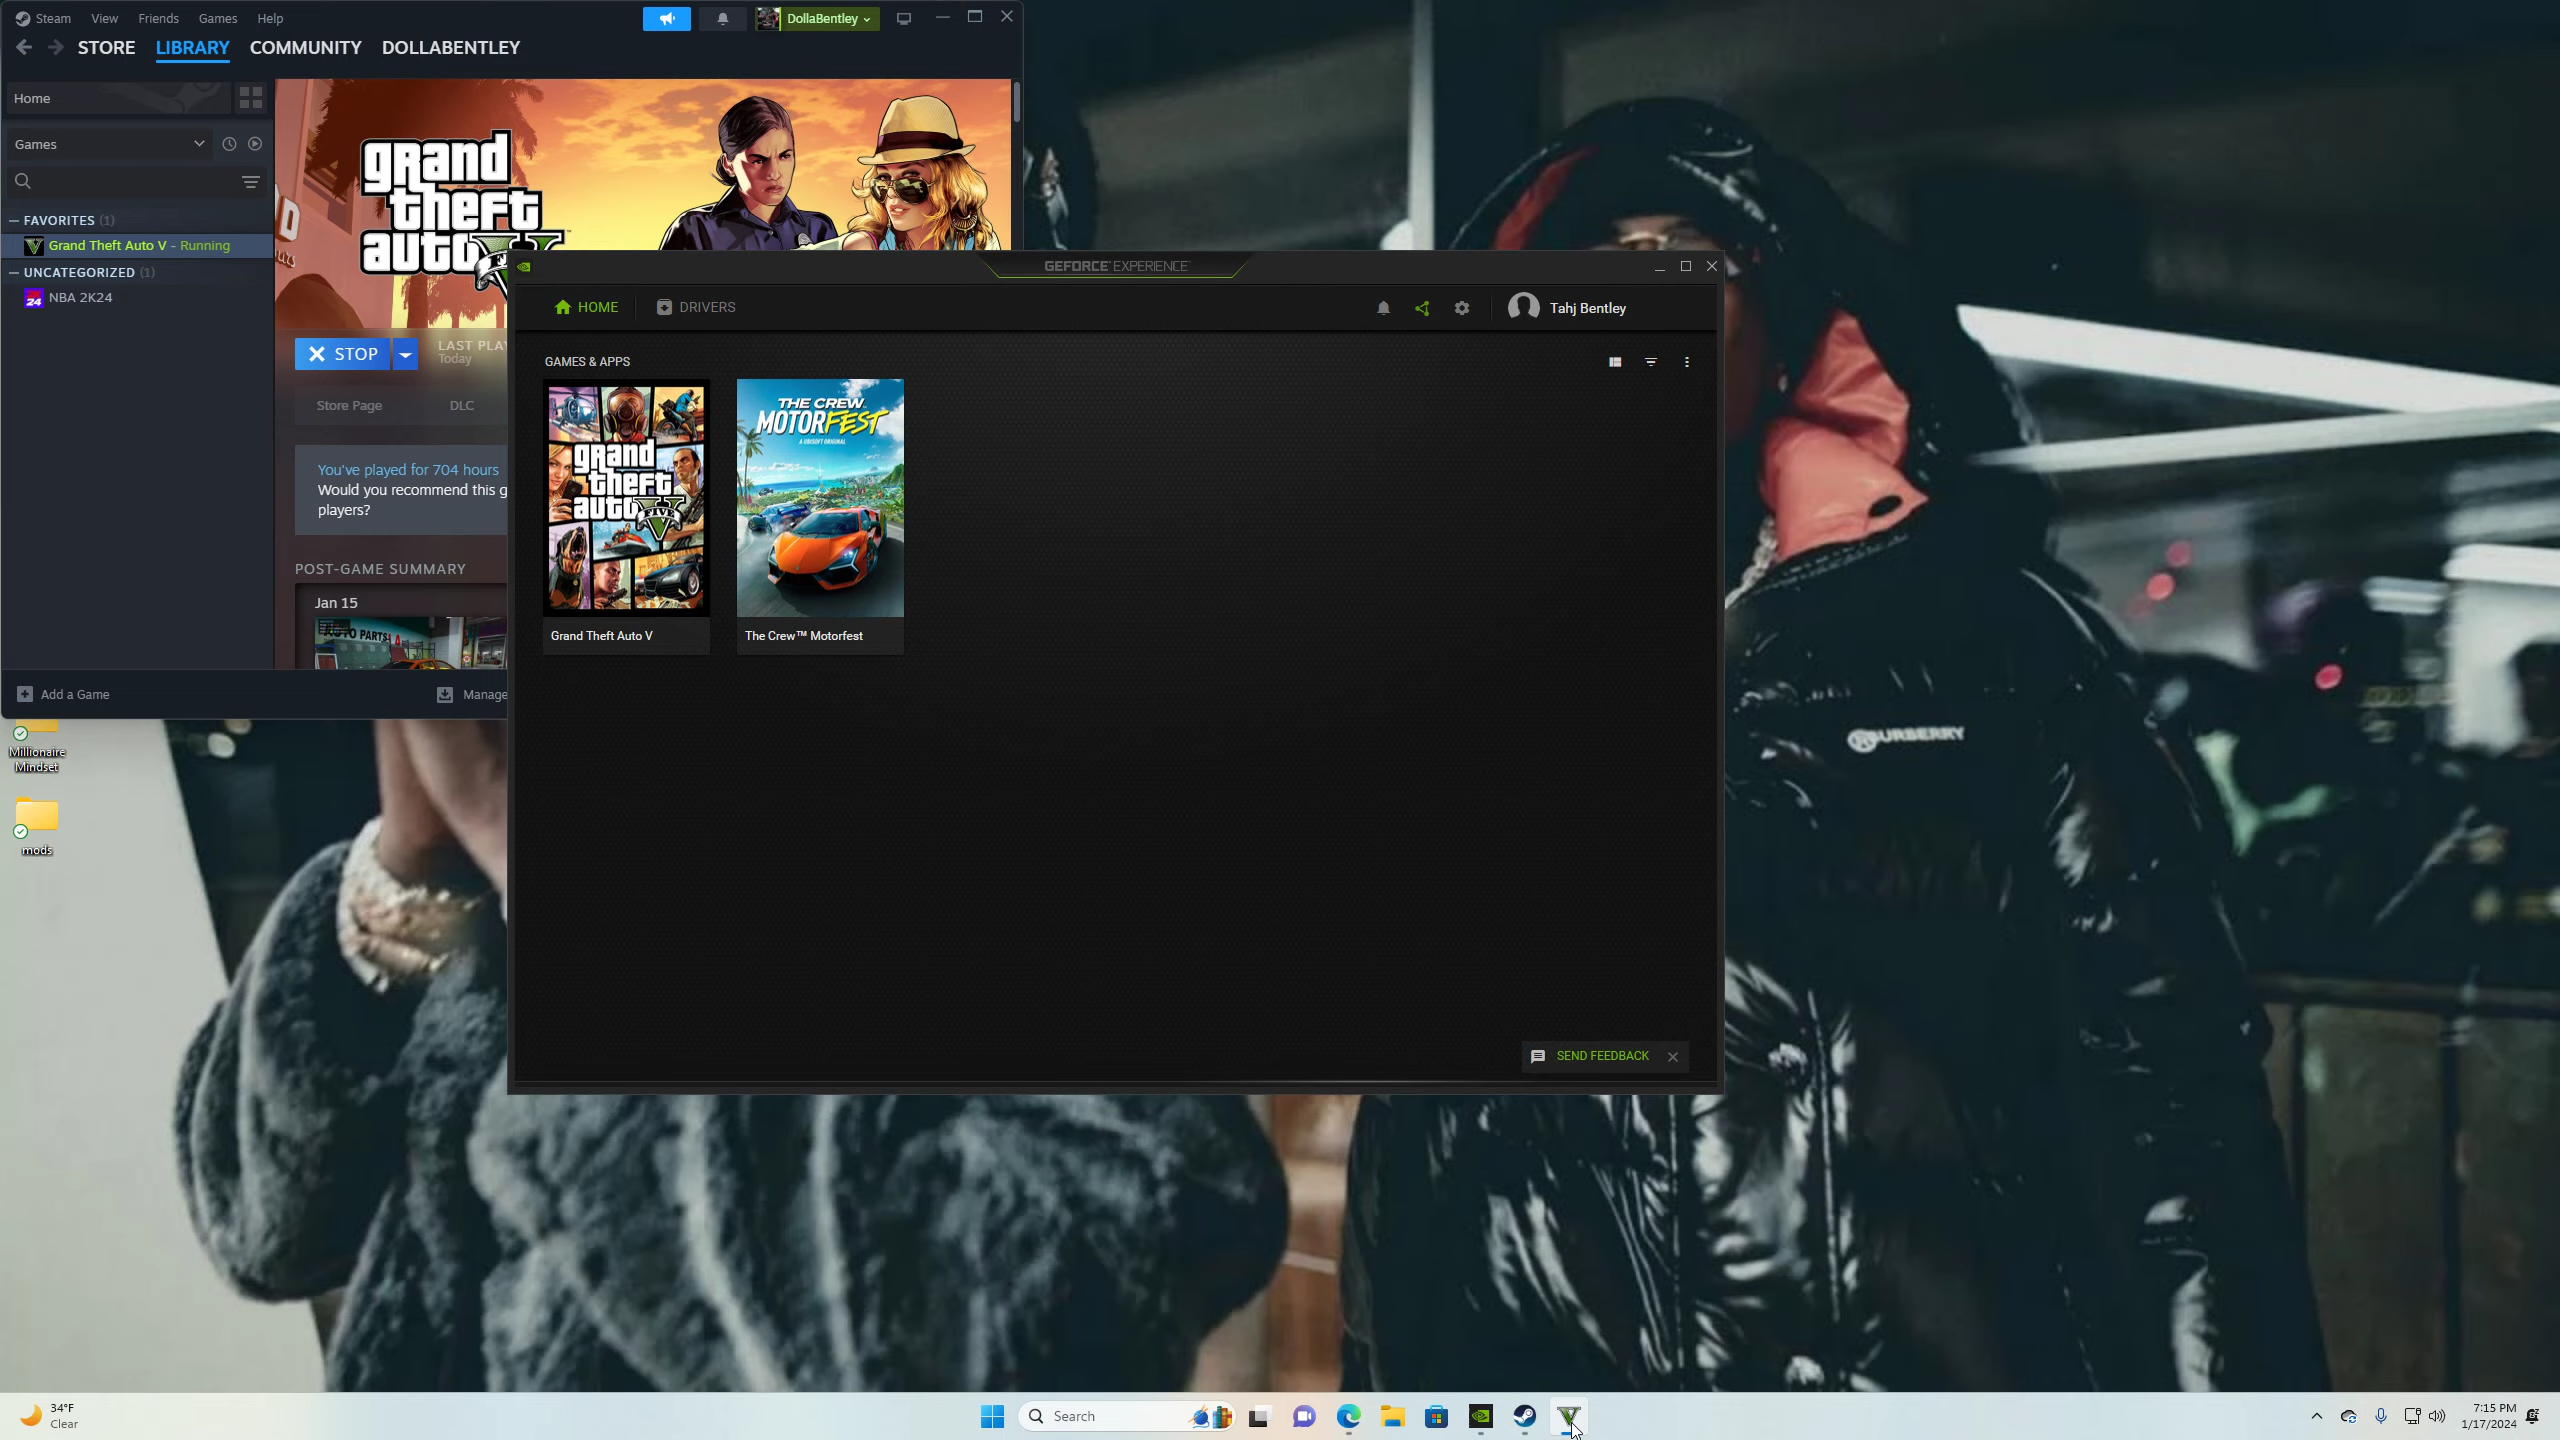 Steam View Friends Games Help
DollaBentley
STORE LIBRARY COMMUNITY DOLLABENTLEY
Home
Games
FAVORITES (1)
Grand Theft Auto V - Running
UNCATEGORIZED (1)
NBA 2K24
grand
theft
auto V
STOP
LAST PLA
Today
Store Page DLC
You've played for 704 hours
Would you recommend this g
players?
POST-GAME SUMMARY
Jan 15
AUTO PARTS
Add a Game
Manage
GEFORCE EXPERIENCE
HOME DRIVERS
Tahj Bentley
GAMES & APPS
grand
theft
auto V
FIVE
THE CREW
MOTORFEST
A UBISOFT ORIGINAL
Grand Theft Auto V
The Crew™ Motorfest
SEND FEEDBACK
Millionaire
Mindset
mods
BURBERRY
34°F
Clear
Search
7:15 PM
1/17/2024